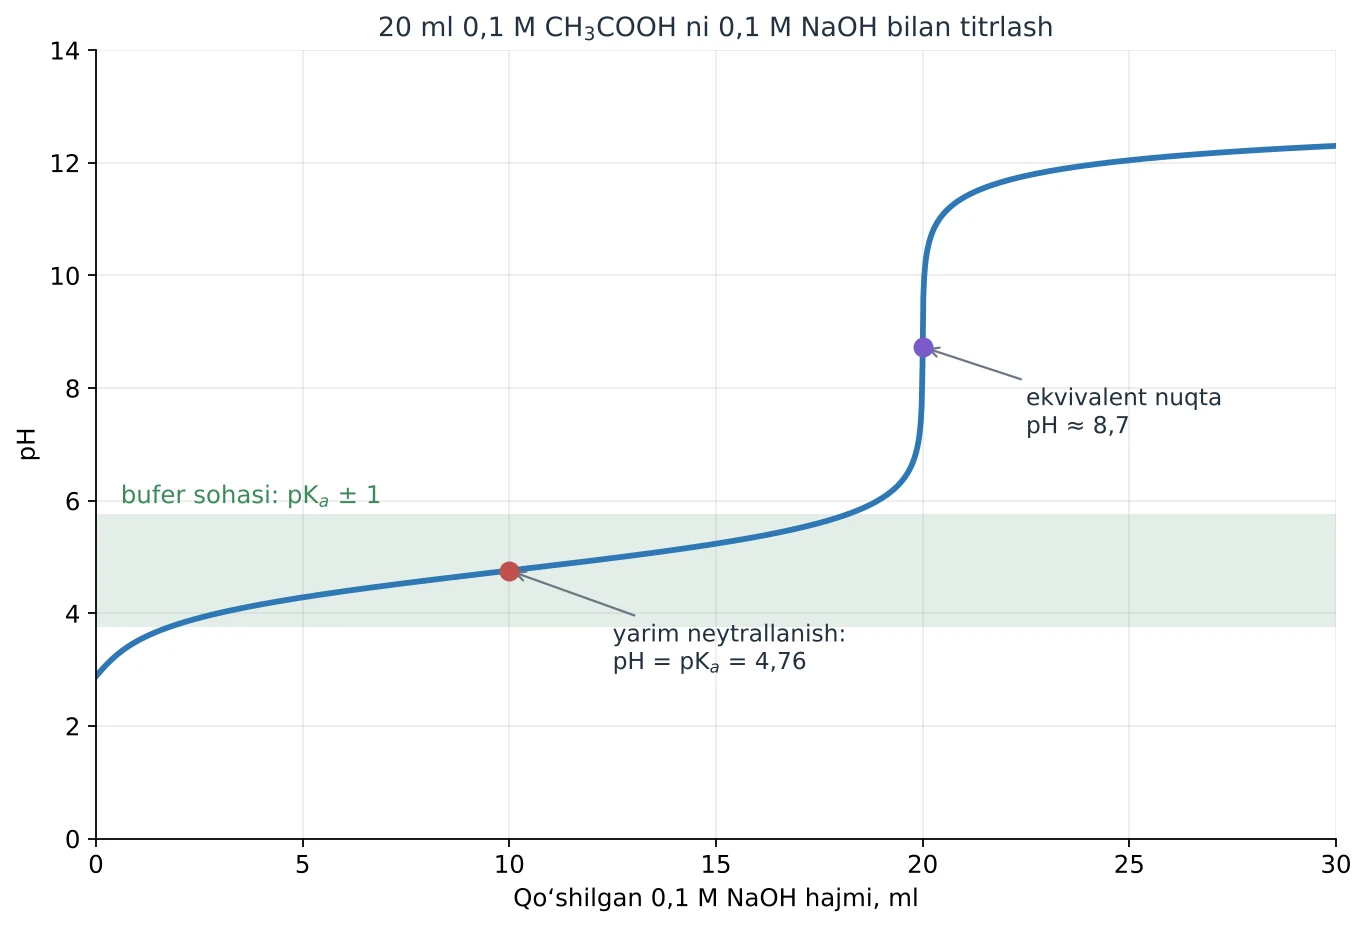 20 ml 0,1 M CH₃COOH ni 0,1 M NaOH bilan titrlash
14
12
10
8
6
4
2
0
pH
ekvivalent nuqta
pH ≈ 8,7
bufer sohasi: pKₐ ± 1
yarim neytrallanish:
pH = pKₐ = 4,76
0 5 10 15 20 25 30
Qo‘shilgan 0,1 M NaOH hajmi, ml